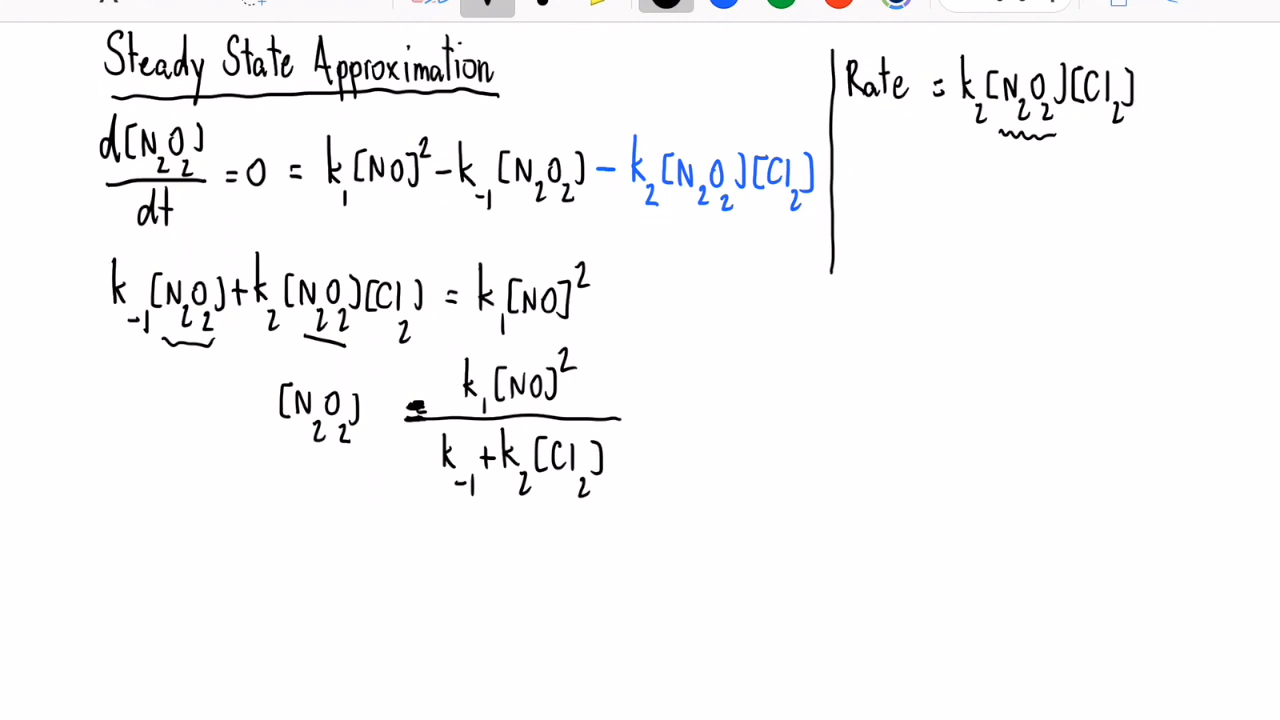 Steady State Approximation
d[N₂O₂]/dt = 0 = k₁[NO]² - k₋₁[N₂O₂] - k₂[N₂O₂][Cl₂]
k₋₁[N₂O₂] + k₂[N₂O₂][Cl₂] = k₁[NO]²
[N₂O₂] = k₁[NO]² / k₋₁ + k₂[Cl₂]
Rate = k₂[N₂O₂][Cl₂]